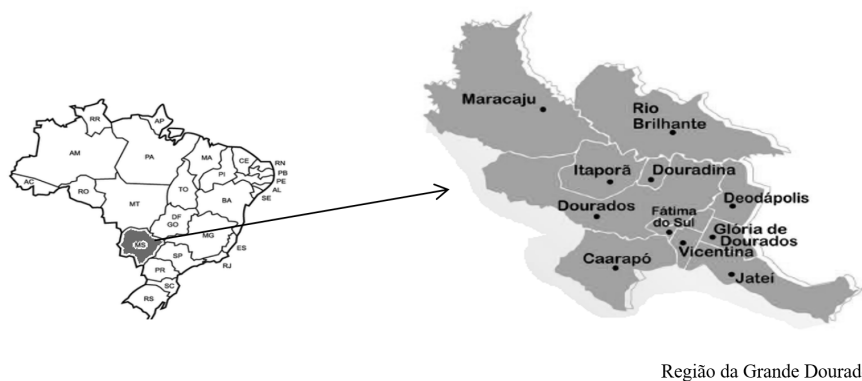 RR
AP
AM
PA
MA
CE
RN
PB
PE
AL
SE
PI
AC
RO
TO
BA
MT
DF
GO
MG
ES
MS
SP
RJ
PR
SC
RS
Maracaju
Rio
Brilhante
Itaporã
Douradina
Deodápolis
Dourados
Fátima
do Sul
Glória de
Dourados
Vicentina
Caarapó
Jateí
Região da Grande Dourad